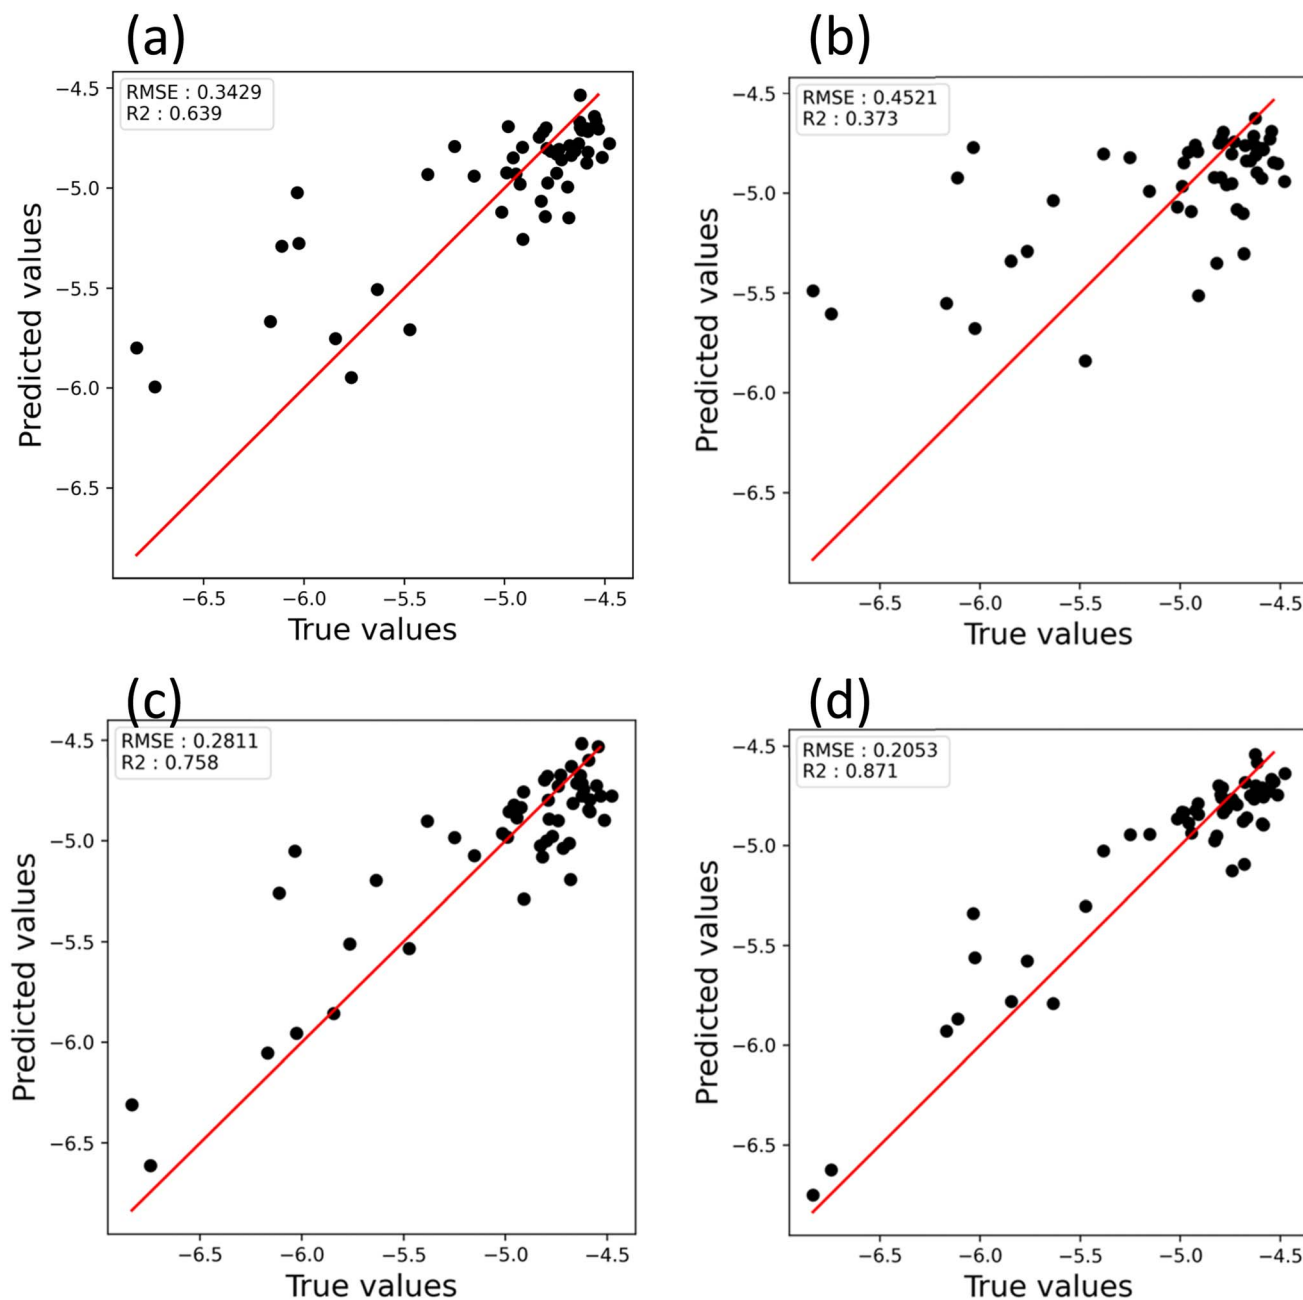 (a)
RMSE : 0.3429
R2 : 0.639
−4.5
−5.0
−5.5
−6.0
−6.5
Predicted values
−6.5 −6.0 −5.5 −5.0 −4.5
True values
(b)
RMSE : 0.4521
R2 : 0.373
−4.5
−5.0
−5.5
−6.0
−6.5
Predicted values
−6.5 −6.0 −5.5 −5.0 −4.5
True values
(c)
RMSE : 0.2811
R2 : 0.758
−4.5
−5.0
−5.5
−6.0
−6.5
Predicted values
−6.5 −6.0 −5.5 −5.0 −4.5
True values
(d)
RMSE : 0.2053
R2 : 0.871
−4.5
−5.0
−5.5
−6.0
−6.5
Predicted values
−6.5 −6.0 −5.5 −5.0 −4.5
True values